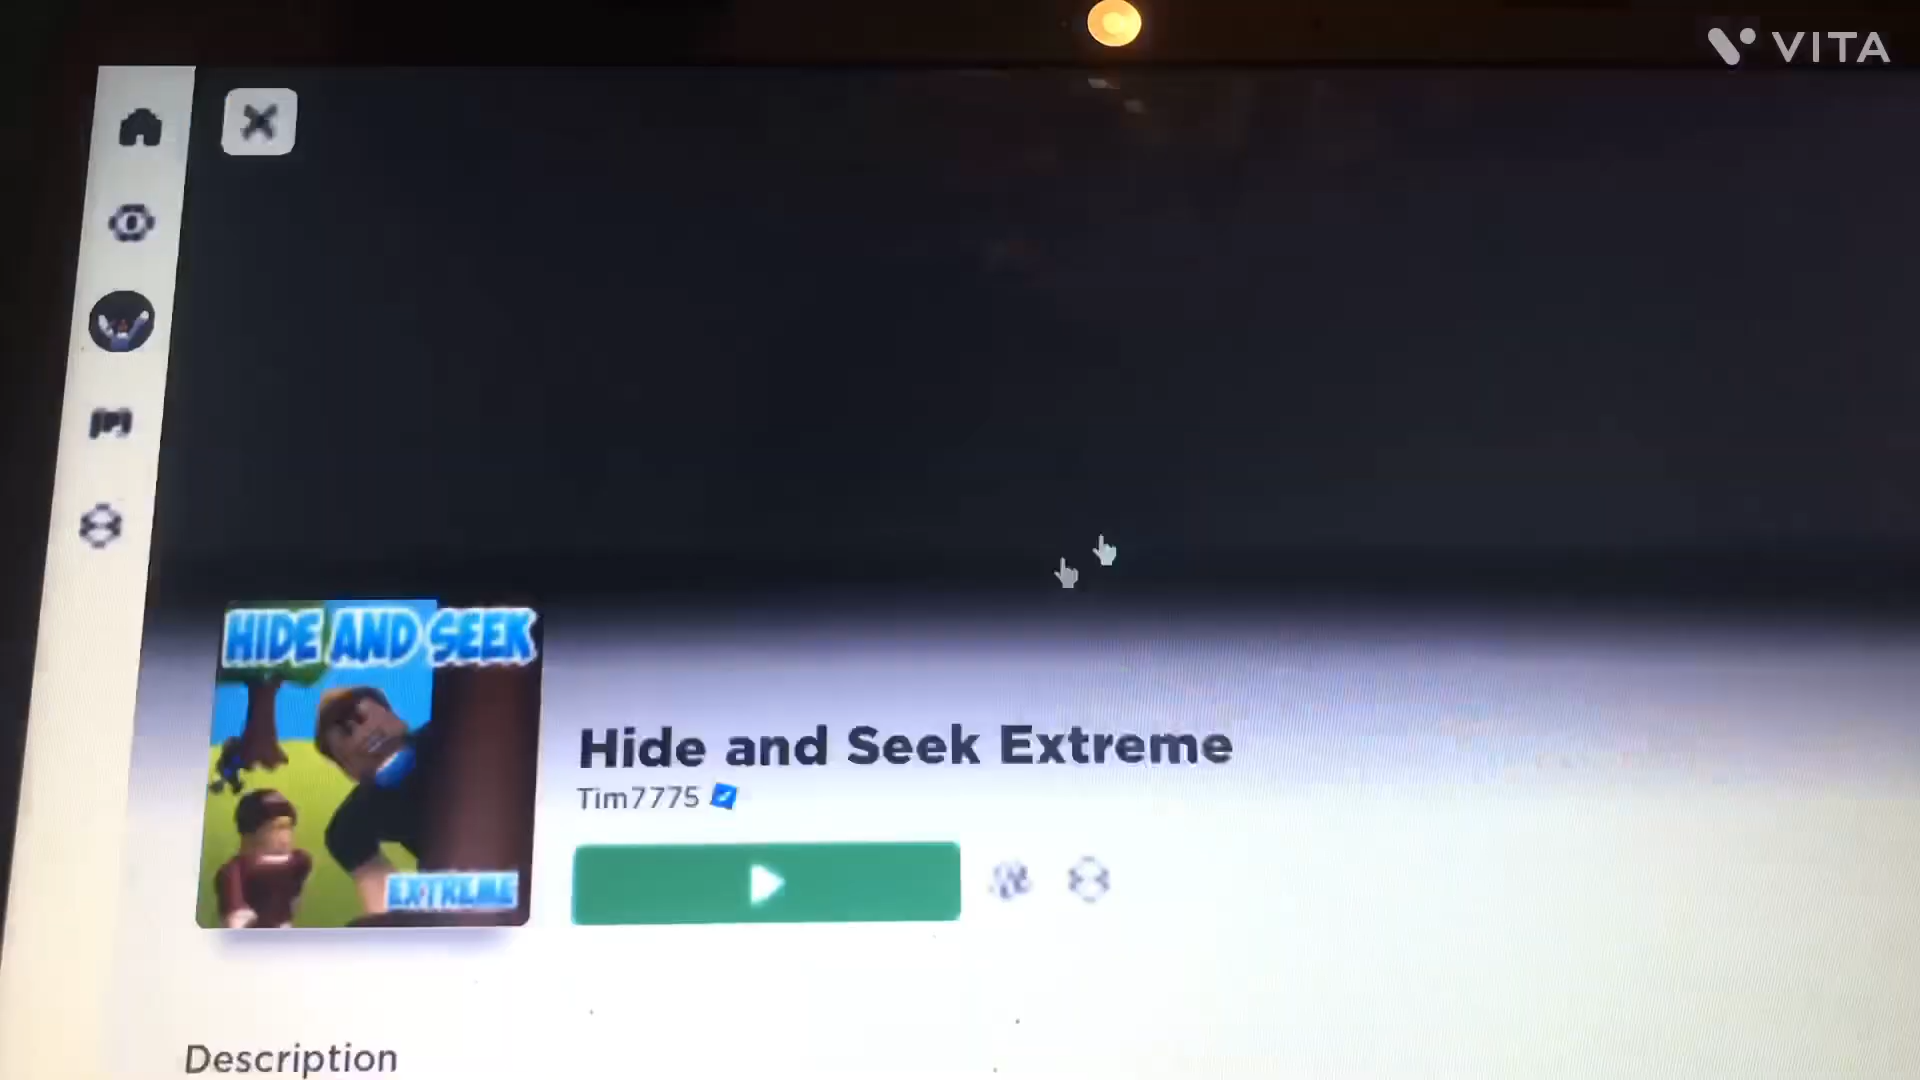 VITA
HIDE AND SEEK
EXTREME
Hide and Seek Extreme
Tim7775
Description